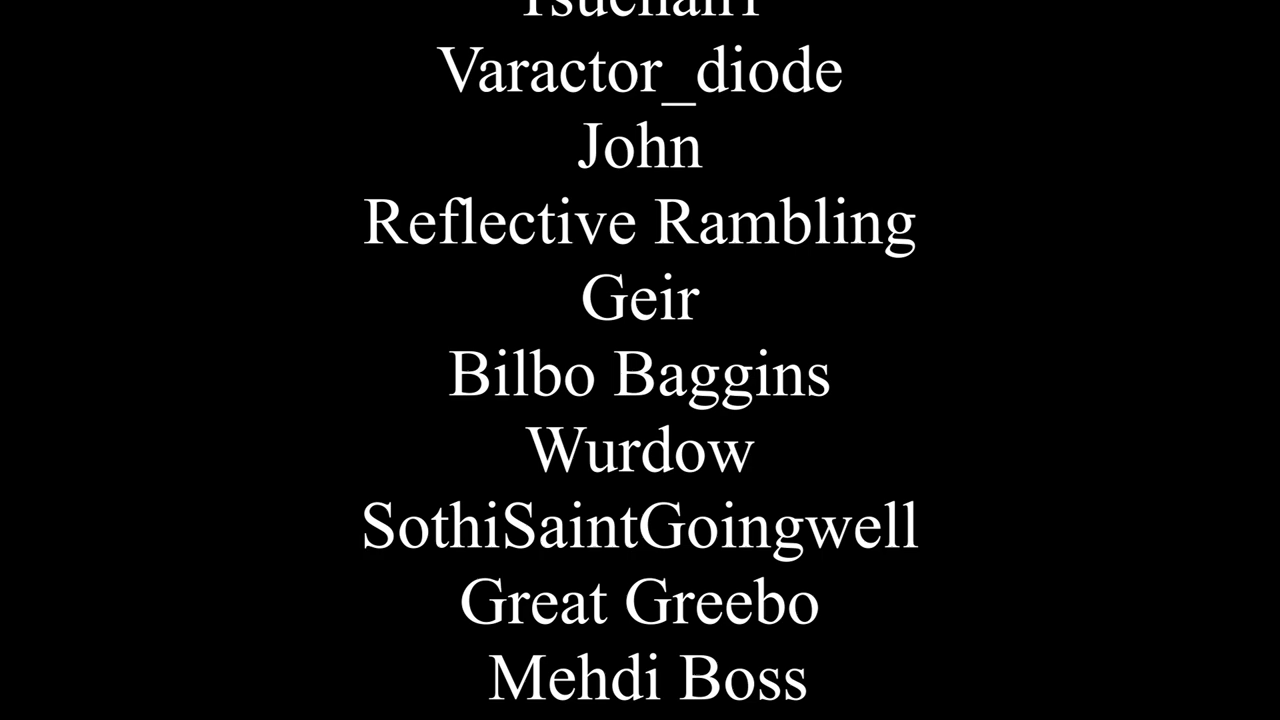 Varactor_diode
John
Reflective Rambling
Geir
Bilbo Baggins
Wurdow
SothiSaintGoingwell
Great Greebo
Mehdi Boss